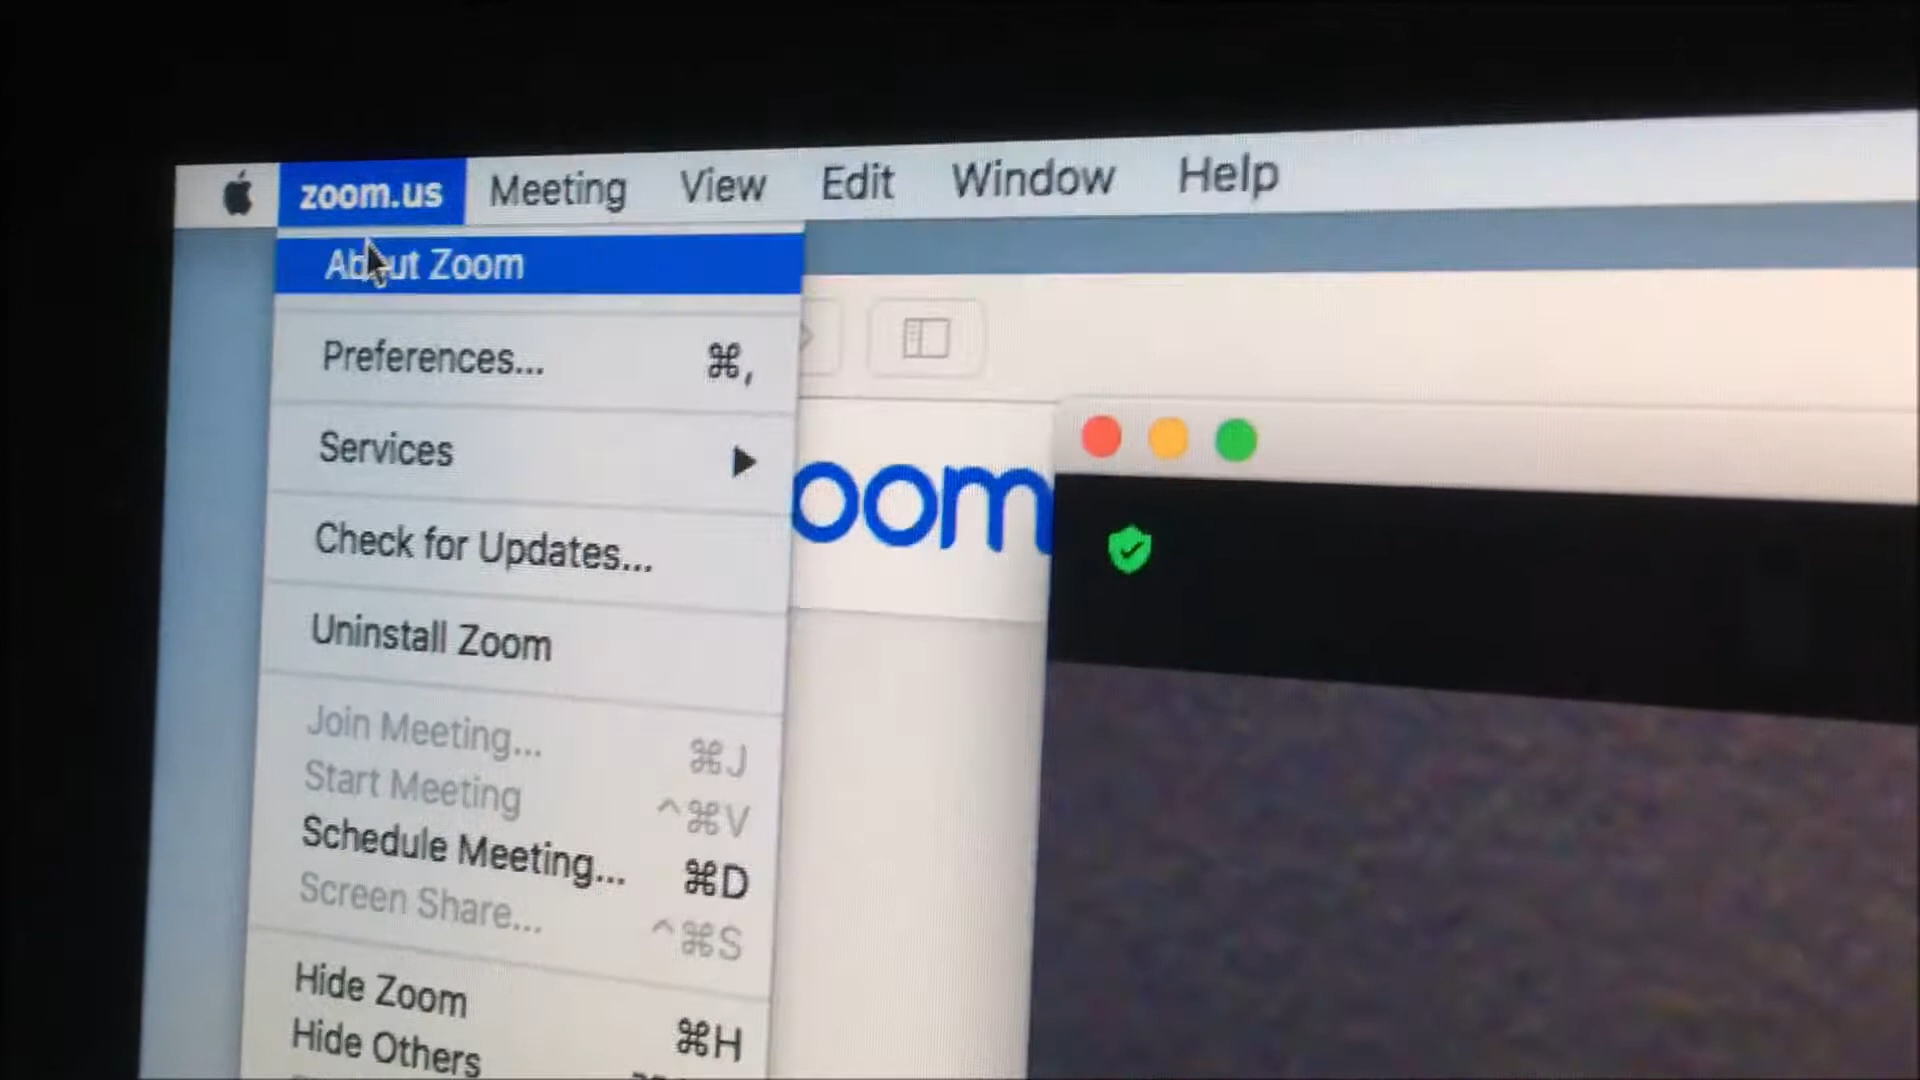 zoom.us Meeting View Edit Window Help
About Zoom
Preferences... ⌘,
Services
Check for Updates...
Uninstall Zoom
Join Meeting... ⌘J
Start Meeting ^⌘V
Schedule Meeting... ⌘D
Screen Share... ^⌘S
Hide Zoom ⌘H
Hide Others
oom